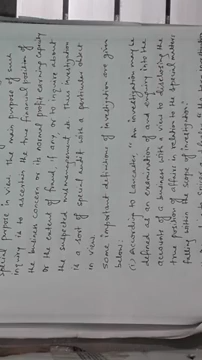 special purpose in view. The main purpose of such
inquiry is to ascertain the true financial position of
the business concern or its normal profit earning capacity
or the extent of fraud, if any or to inquire about
the suspected mismanagement etc. Thus investigation
is a sort of special audit with a particular object
in view.
Some important definitions of investigation are given
below:
(i) According to Lancaster "An investigation may be
defined as an examination of and enquiry into the
accounts of a business with a view to disclosing the
true position of affairs in relation to the special matters
falling within the scope of investigation."